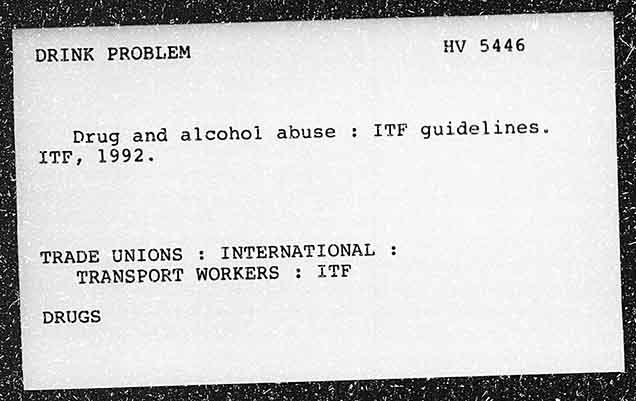 DRINK PROBLEM HV 5446
Drug and alcohol abuse : ITF guidelines.
ITF, 1992.
TRADE UNIONS : INTERNATIONAL :
TRANSPORT WORKERS : ITF
DRUGS